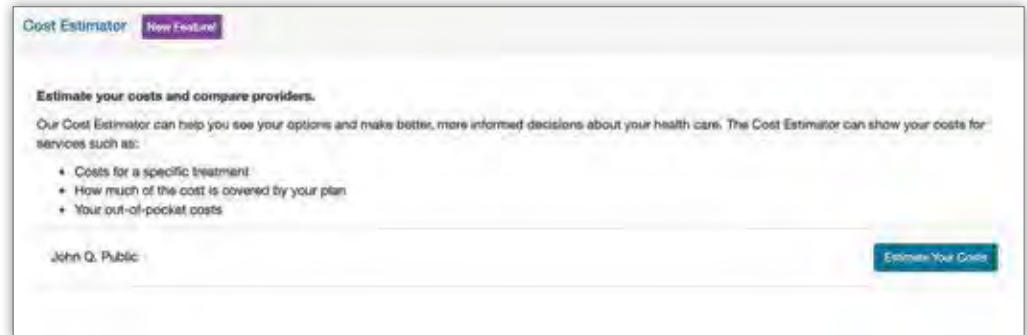 Cost Estimator New Feature!
Estimate your costs and compare providers.
Our Cost Estimator can help you see your options and make better, more informed decisions about your health care. The Cost Estimator can show your costs for
services such as:
• Costs for a specific treatment
• How much of the cost is covered by your plan
• Your out-of-pocket costs
John Q. Public Estimate Your Costs